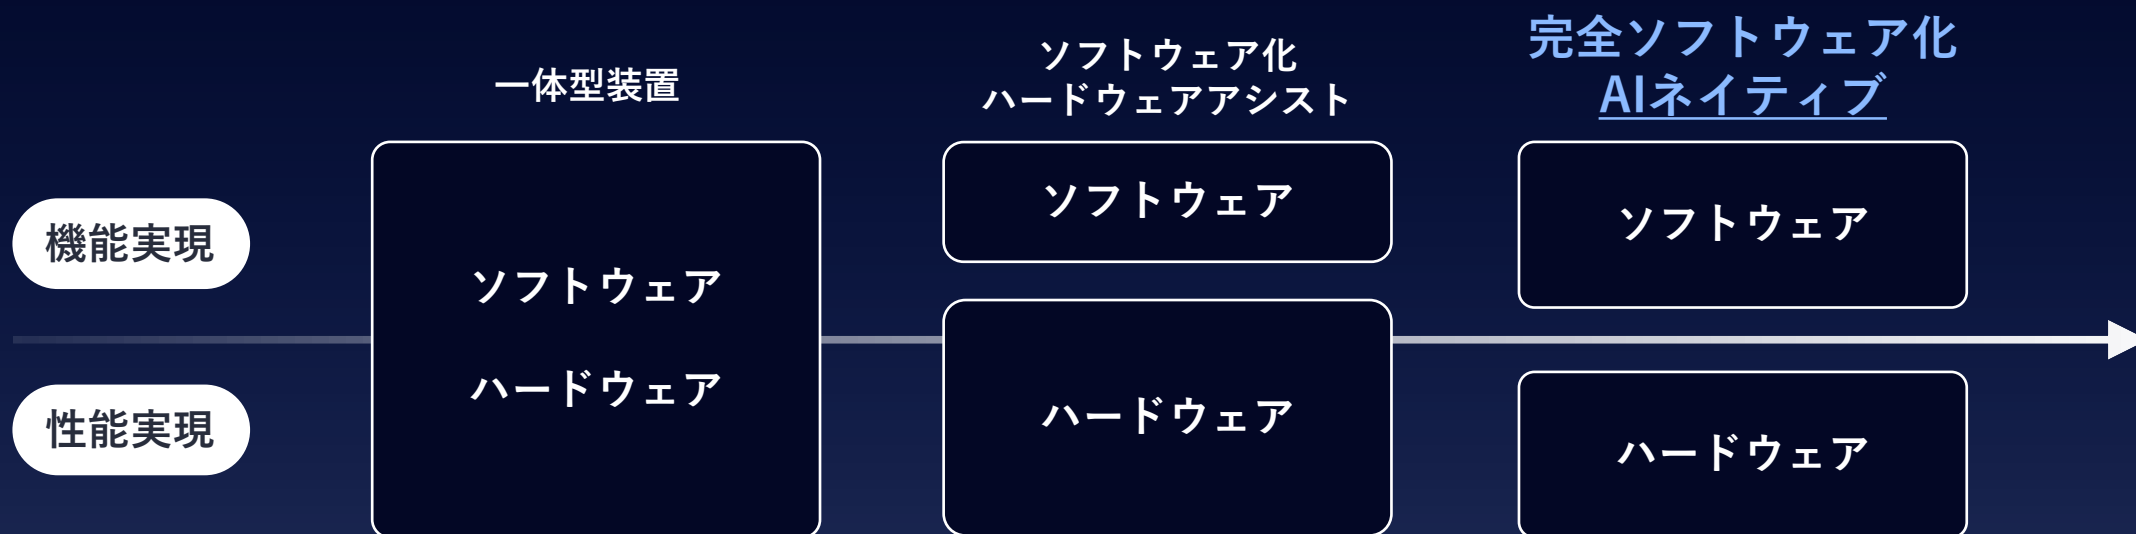 一体型装置
ソフトウェア化
ハードウェアアシスト
完全ソフトウェア化
AIネイティブ
機能実現
性能実現
ソフトウェア
ハードウェア
ソフトウェア
ハードウェア
ソフトウェア
ハードウェア